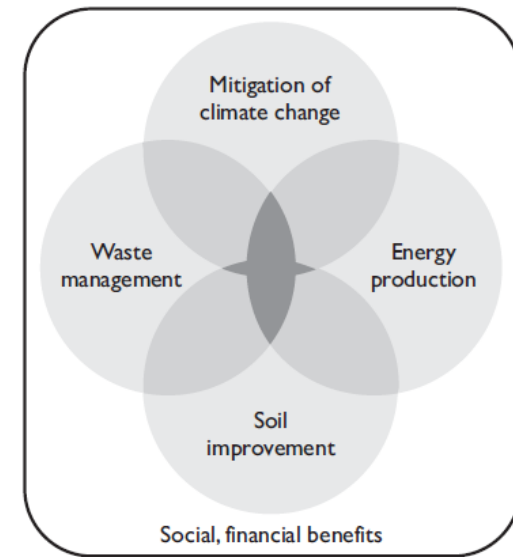 Mitigation of
climate change
Waste
management
Energy
production
Soil
improvement
Social, financial benefits